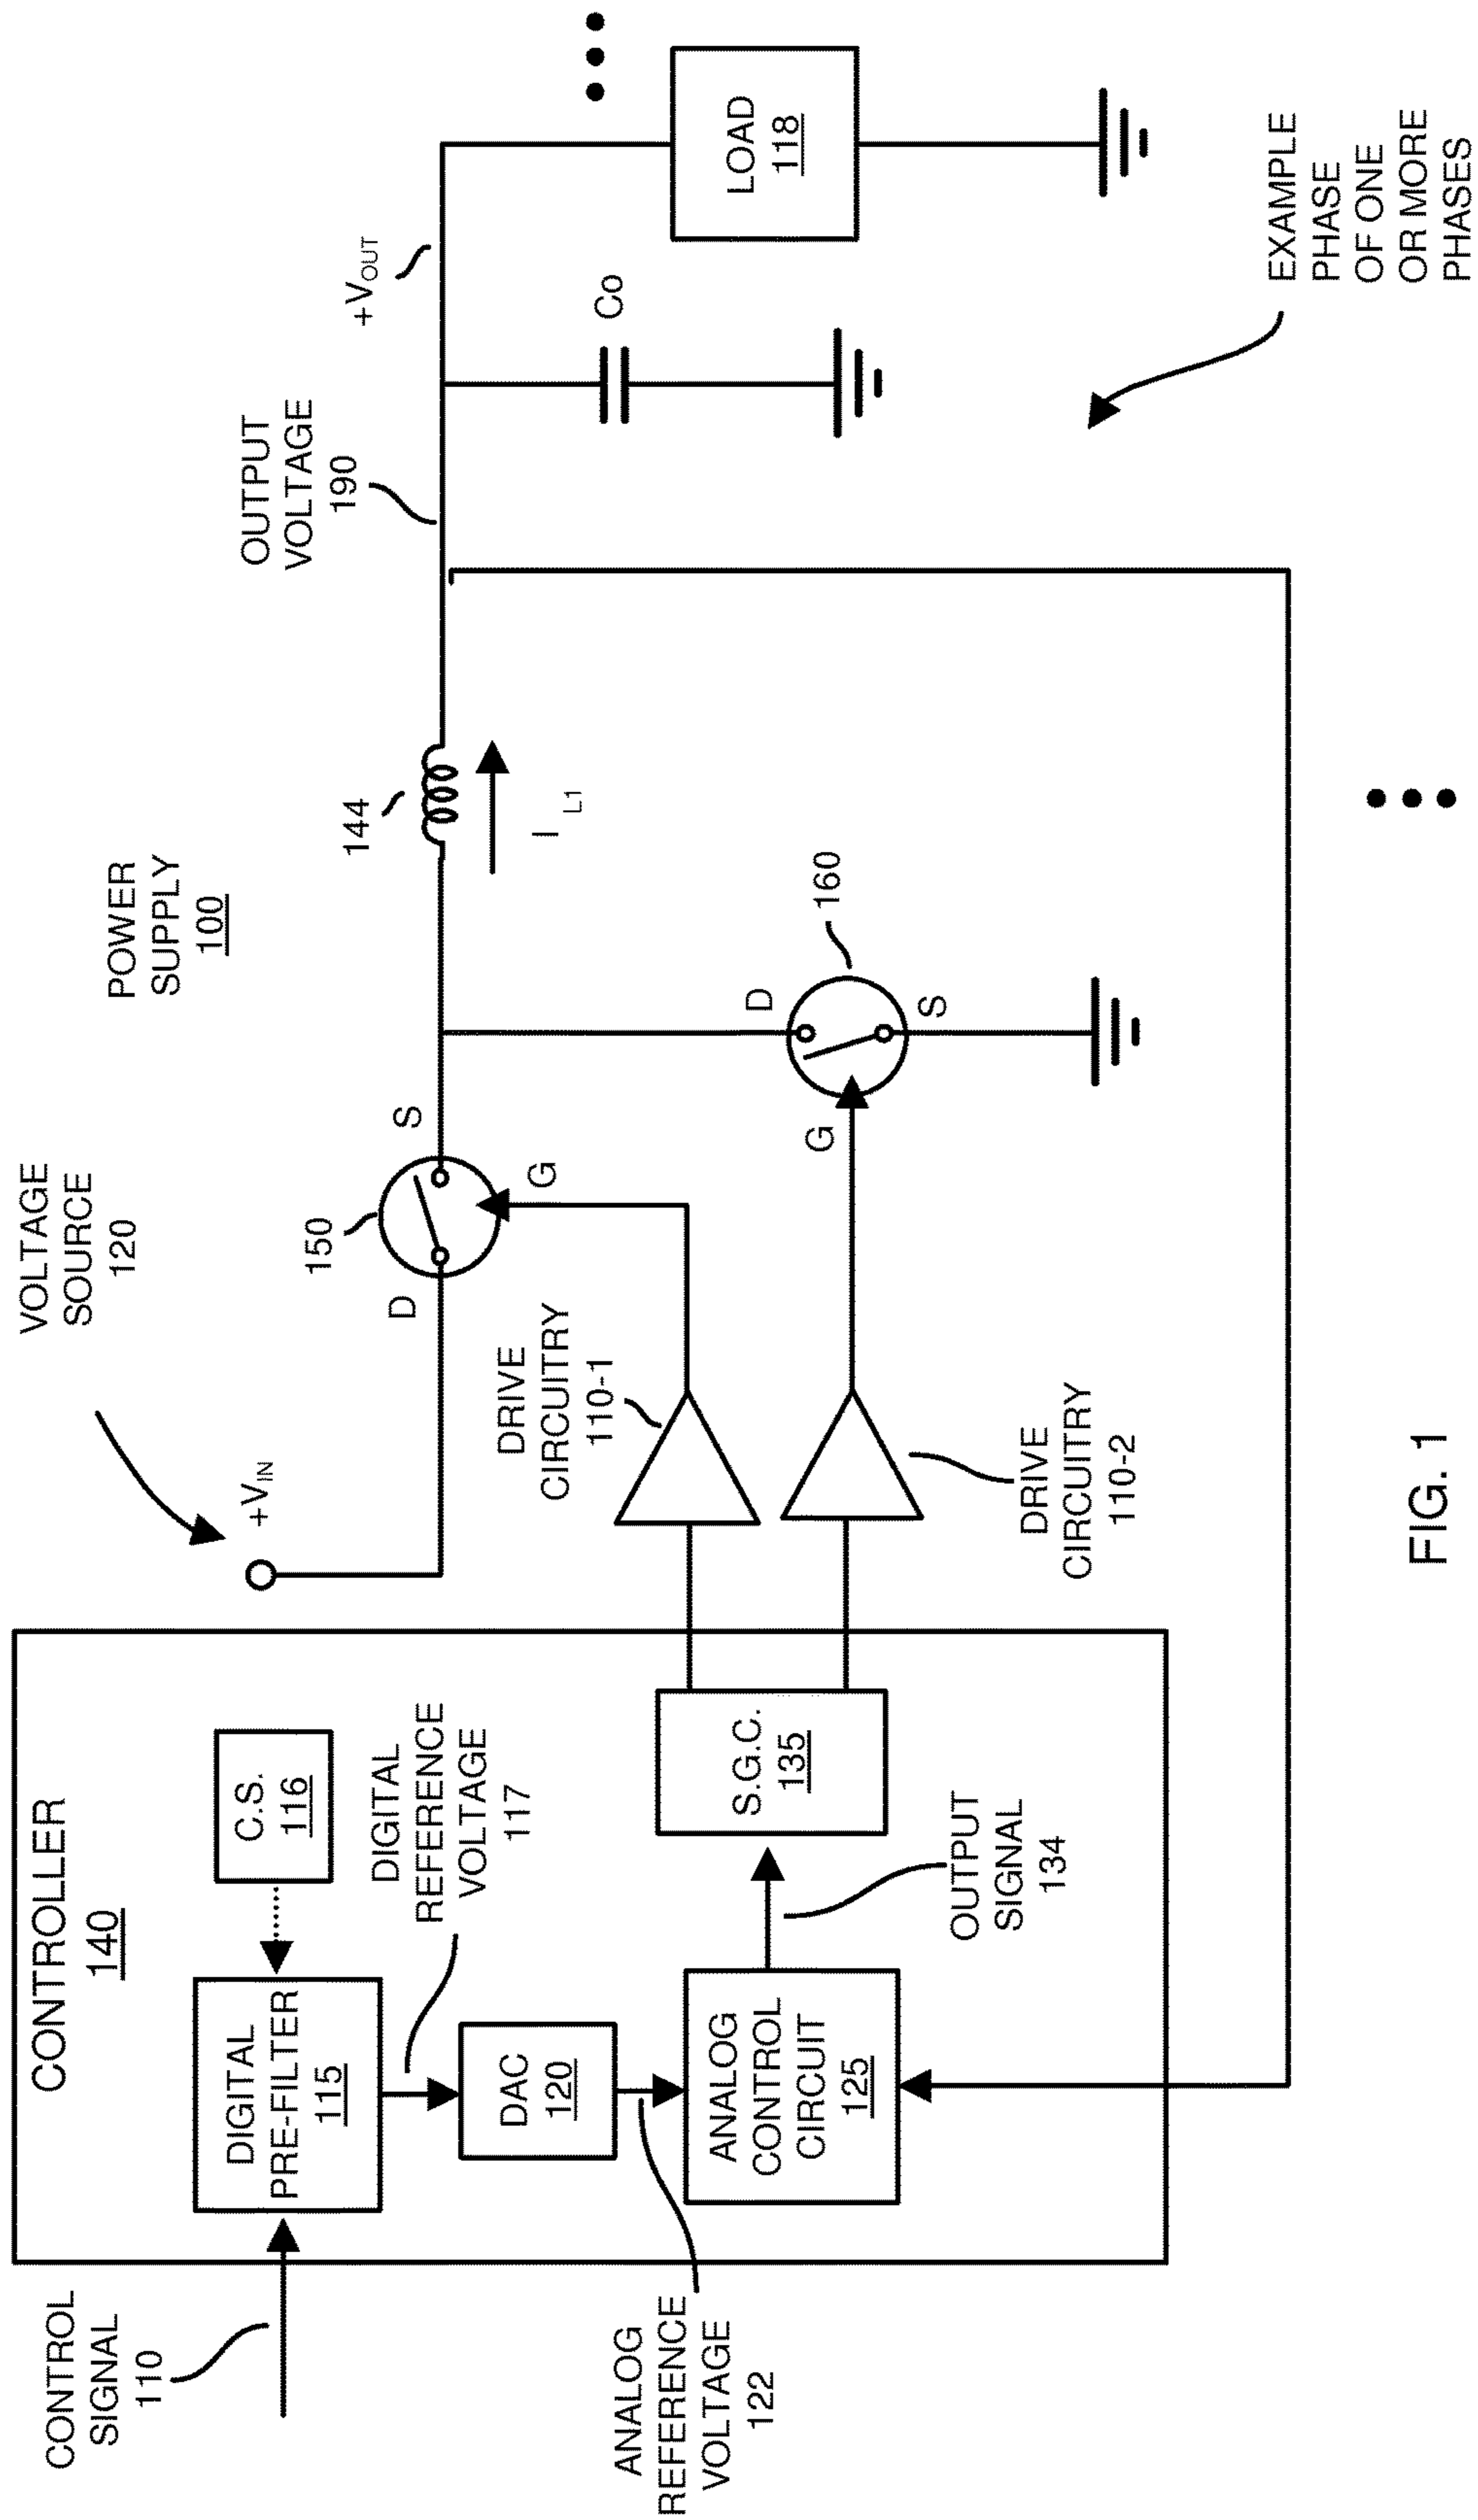 POWER
SUPPLY
100
VOLTAGE
SOURCE
120
+VIN
CONTROLLER
140
CONTROL
SIGNAL
110
DIGITAL
PRE-FILTER
115
C.S.
116
DIGITAL
REFERENCE
VOLTAGE
117
DAC
120
ANALOG
REFERENCE
VOLTAGE
122
ANALOG
CONTROL
CIRCUIT
125
OUTPUT
SIGNAL
134
S.G.C.
135
DRIVE
CIRCUITRY
110-1
DRIVE
CIRCUITRY
110-2
150
D
S
G
160
D
S
G
144
I L1
OUTPUT
VOLTAGE
190
+VOUT
Co
LOAD
118
EXAMPLE
PHASE
OF ONE
OR MORE
PHASES
FIG. 1